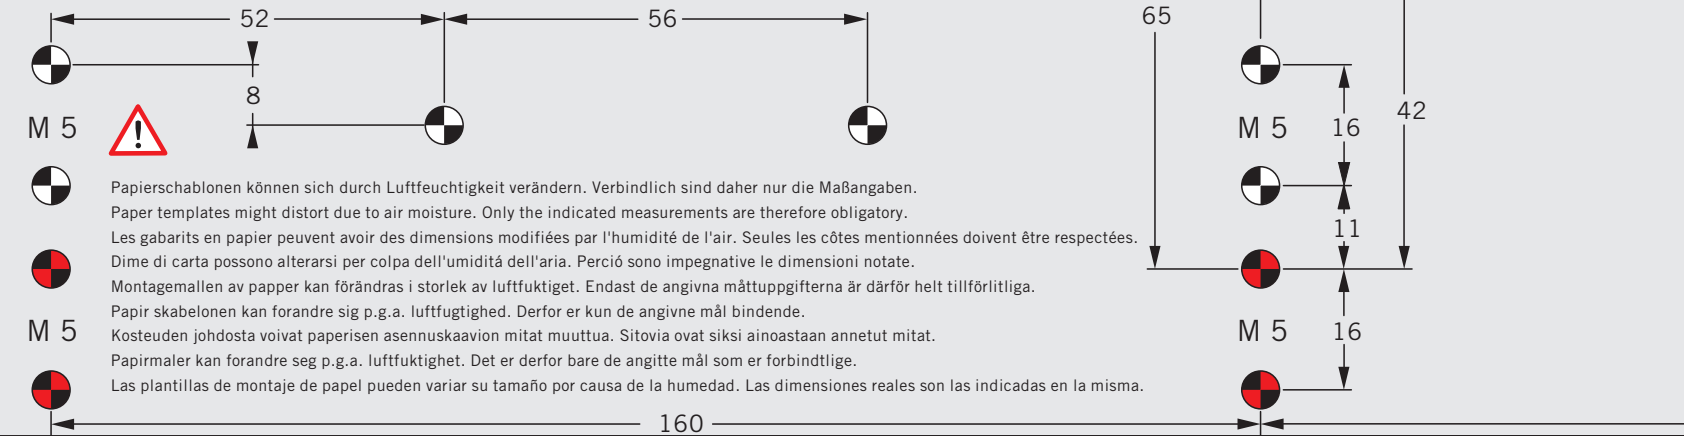 52
56
65
8
42
M 5
M 5
16
Papierschablonen können sich durch Luftfeuchtigkeit verändern. Verbindlich sind daher nur die Maßangaben.
Paper templates might distort due to air moisture. Only the indicated measurements are therefore obligatory.
11
Les gabarits en papier peuvent avoir des dimensions modifiées par l'humidité de l'air. Seules les côtes mentionnées doivent être respectées.
Dime di carta possono alterarsi per colpa dell'umiditá dell'aria. Perció sono impegnative le dimensioni notate.
Montagemallen av papper kan förändras i storlek av luftfuktiget. Endast de angivna måttuppgifterna är därför helt tillförlitliga.
Papir skabelonen kan forandre sig p.g.a. luftfugtighed. Derfor er kun de angivne mål bindende.
M 5
M 5
16
Kosteuden johdosta voivat paperisen asennuskaavion mitat muuttua. Sitovia ovat siksi ainoastaan annetut mitat.
Papirmaler kan forandre seg p.g.a. luftfuktighet. Det er derfor bare de angitte mål som er forbindtlige.
Las plantillas de montaje de papel pueden variar su tamaño por causa de la humedad. Las dimensiones reales son las indicadas en la misma.
160